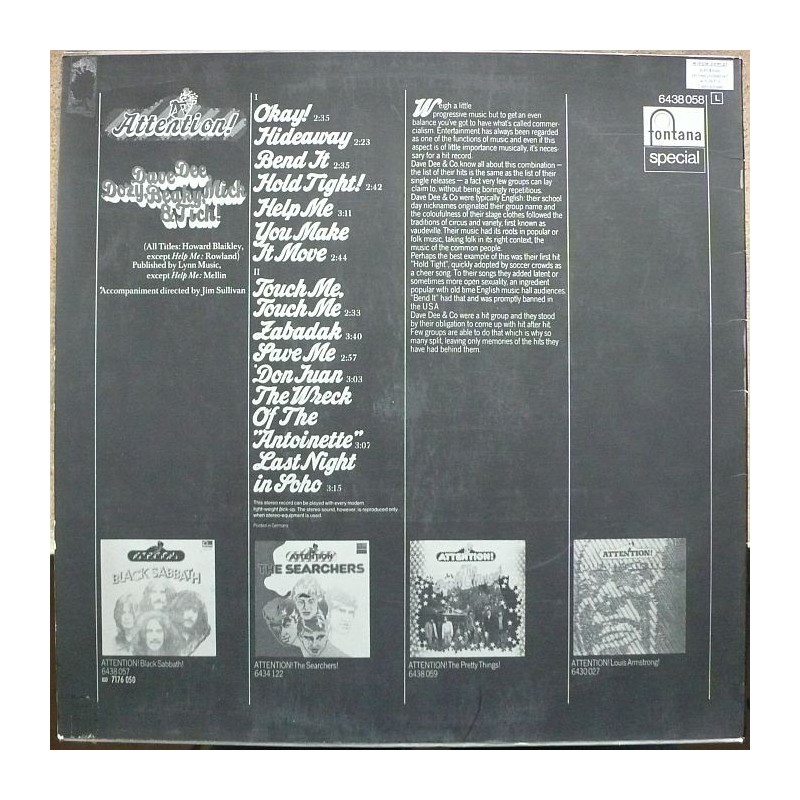 Attention!
Dave Dee
Dozy Beaky Mick
& Tich!
(All Titles: Howard Blaikley,
except Help Me: Rowland)
Published by Lynn Music,
except Help Me: Mellin
*Accompaniment directed by Jim Sullivan
I
Okay! 2:35
Hideaway 2:23
Bend It 2:35
Hold Tight! 2:42
Help Me 3:11
You Make
It Move 2:44
II
Touch Me,
Touch Me 2:33
Zabadak 3:40
Save Me 2:57
*Don Juan 3:03
The Wreck
Of The
"Antoinette" 3:07
Last Night
in Soho 3:15
This stereo record can be played with every modern
light-weight pick-up. The stereo sound, however, is reproduced only
when stereo-equipment is used.
Printed in Germany
Weigh a little
progressive music but to get an even
balance you've got to have what's called commer-
cialism. Entertainment has always been regarded
as one of the functions of music and even if this
aspect is of little importance musically, it's neces-
sary for a hit record.
Dave Dee & Co. know all about this combination –
the list of their hits is the same as the list of their
single releases – a fact very few groups can lay
claim to, without being boringly repetitious.
Dave Dee & Co were typically English: their school
day nicknames originated their group name and
the coloufulness of their stage clothes followed the
traditions of circus and variety, first known as
vaudeville. Their music had its roots in popular or
folk music, taking folk in its right context, the
music of the common people.
Perhaps the best example of this was their first hit
"Hold Tight", quickly adopted by soccer crowds as
a cheer song. To their songs they added latent or
sometimes more open sexuality, an ingredient
popular with old time English music hall audiences.
"Bend It" had that and was promptly banned in
the U S A
Dave Dee & Co were a hit group and they stood
by their obligation to come up with hit after hit.
Few groups are able to do that which is why so
many split, leaving only memories of the hits they
have had behind them.
6438 058 L
fontana
special
ATTENTION!
BLACK SABBATH
ATTENTION! Black Sabbath!
6438 057
7176 050
ATTENTION!
THE SEARCHERS
ATTENTION! The Searchers!
6434 122
ATTENTION!
ATTENTION! The Pretty Things!
6438 059
ATTENTION!
ATTENTION! Louis Armstrong!
6430 027